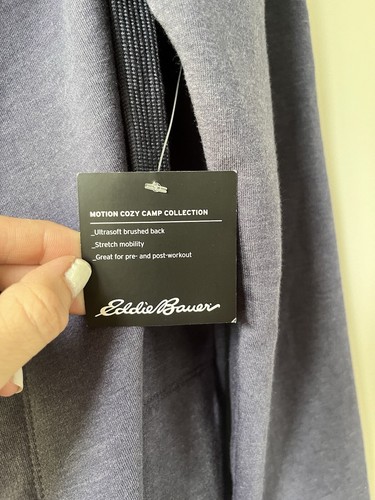 MOTION COZY CAMP COLLECTION
_Ultrasoft brushed back
_Stretch mobility
_Great for pre- and post-workout
Eddie Bauer